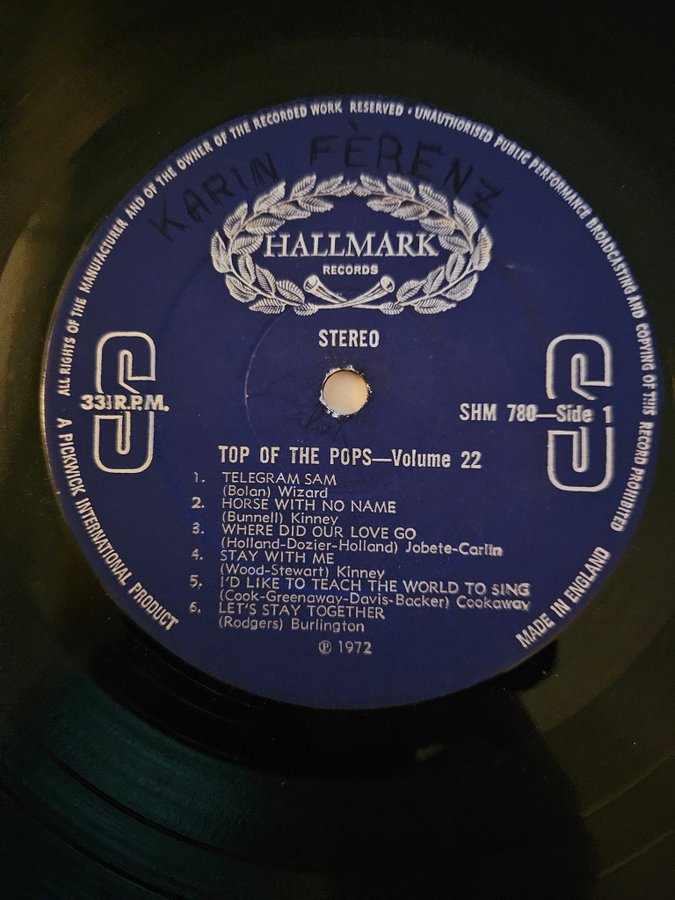 ALL RIGHTS OF THE MANUFACTURER AND OF THE OWNER OF THE RECORDED WORK RESERVED · UNAUTHORISED PUBLIC PERFORMANCE BROADCASTING AND COPYING OF THIS RECORD PROHIBITED
KARIN FÈRENZ
HALLMARK
RECORDS
STEREO
33⅓ R.P.M.
S
S
SHM 780—Side 1
TOP OF THE POPS—Volume 22
1. TELEGRAM SAM
(Bolan) Wizard
2. HORSE WITH NO NAME
(Bunnell) Kinney
3. WHERE DID OUR LOVE GO
(Holland-Dozier-Holland) Jobete-Carlin
4. STAY WITH ME
(Wood-Stewart) Kinney
5. I'D LIKE TO TEACH THE WORLD TO SING
(Cook-Greenaway-Davis-Backer) Cookaway
6. LET'S STAY TOGETHER
(Rodgers) Burlington
℗ 1972
A PICKWICK INTERNATIONAL PRODUCT
MADE IN ENGLAND